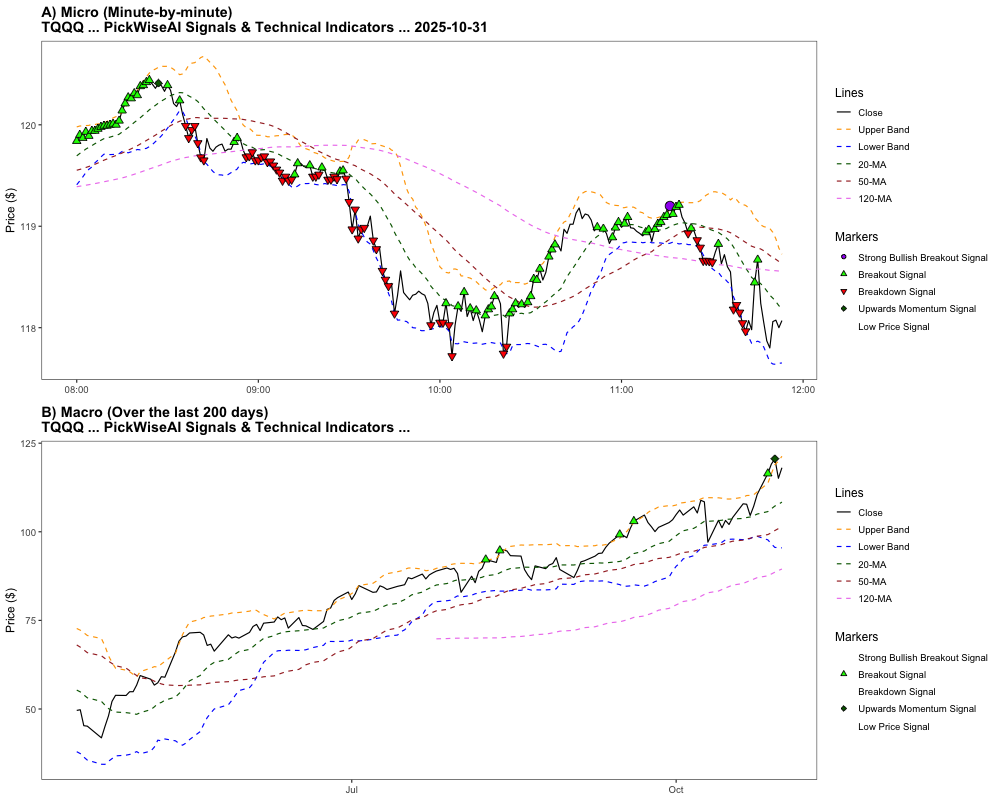 A) Micro (Minute-by-minute)
TQQQ ... PickWiseAI Signals & Technical Indicators ... 2025-10-31
Price ($)
120
119
118
08:00
09:00
10:00
11:00
12:00
Lines
Close
Upper Band
Lower Band
20-MA
50-MA
120-MA
Markers
Strong Bullish Breakout Signal
Breakout Signal
Breakdown Signal
Upwards Momentum Signal
Low Price Signal
B) Macro (Over the last 200 days)
TQQQ ... PickWiseAI Signals & Technical Indicators ...
Price ($)
125
100
75
50
Jul
Oct
Lines
Close
Upper Band
Lower Band
20-MA
50-MA
120-MA
Markers
Strong Bullish Breakout Signal
Breakout Signal
Breakdown Signal
Upwards Momentum Signal
Low Price Signal